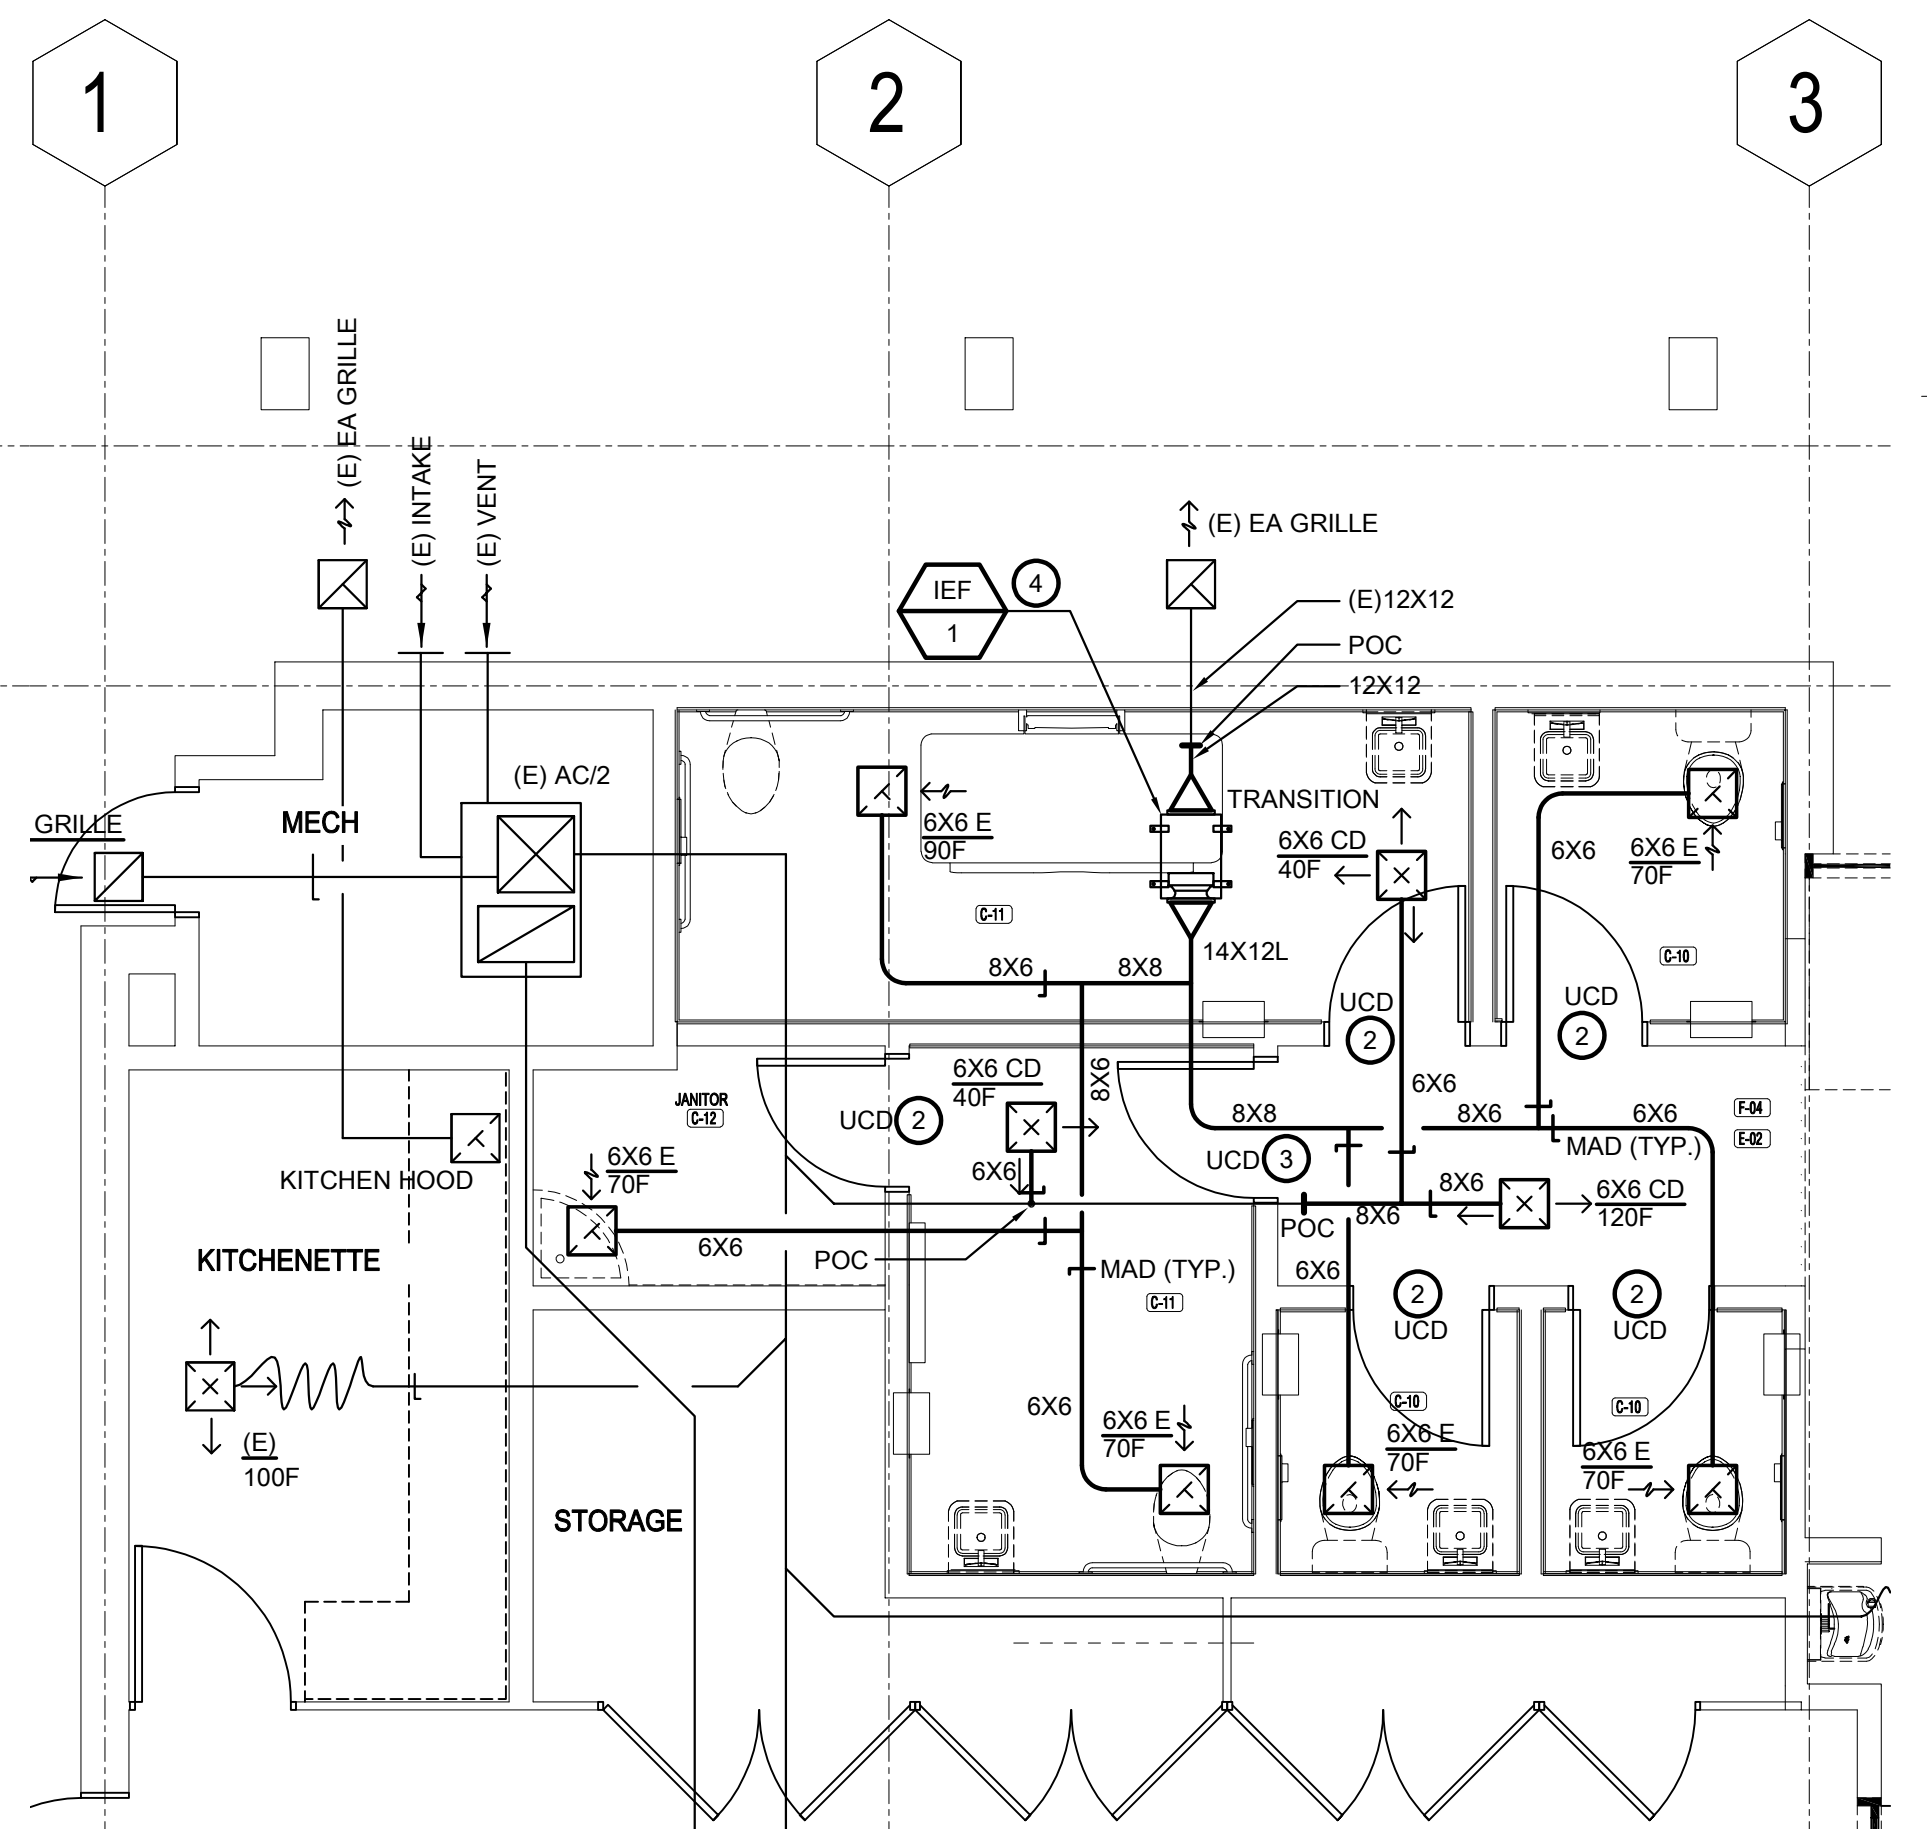 1
2
3
(E) EA GRILLE
(E) INTAKE
(E) VENT
(E) EA GRILLE
IEF
1
4
(E)12X12
POC
12X12
(E) AC/2
GRILLE
MECH
TRANSITION
6X6 E
90F
6X6 CD
40F
6X6
6X6 E
70F
C-11
14X12L
C-10
8X6
8X8
UCD
2
UCD
2
JANITOR
C-12
6X6 CD
40F
8X6
6X6
UCD
2
8X8
8X6
6X6
F-04
E-02
MAD (TYP.)
UCD
3
KITCHEN HOOD
6X6 E
70F
6X6
8X6
6X6 CD
120F
POC
8X6
6X6
POC
6X6
KITCHENETTE
MAD (TYP.)
C-11
2
UCD
2
UCD
6X6
6X6 E
70F
C-10
C-10
6X6 E
70F
6X6 E
70F
(E)
100F
STORAGE